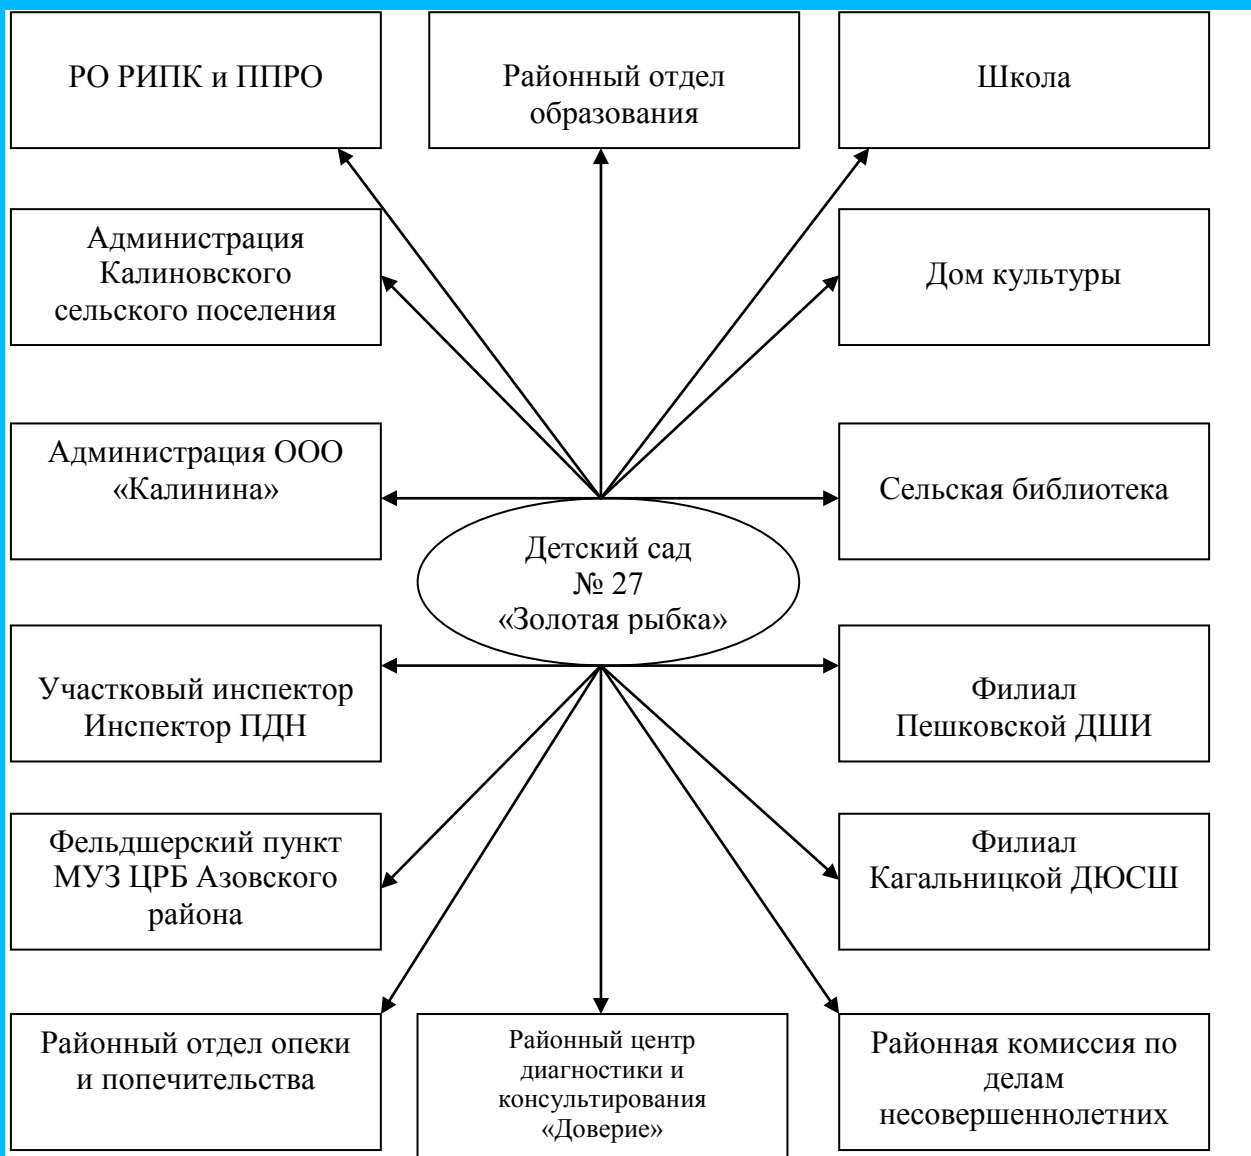 РО РИПК и ППРО
Районный отдел
образования
Школа
Администрация
Калиновского
сельского поселения
Дом культуры
Администрация ООО
«Калинина»
Сельская библиотека
Детский сад
№ 27
«Золотая рыбка»
Участковый инспектор
Инспектор ПДН
Филиал
Пешковской ДШИ
Фельдшерский пункт
МУЗ ЦРБ Азовского
района
Филиал
Кагальницкой ДЮСШ
Районный отдел опеки
и попечительства
Районный центр
диагностики и
консультирования
«Доверие»
Районная комиссия по
делам
несовершеннолетних